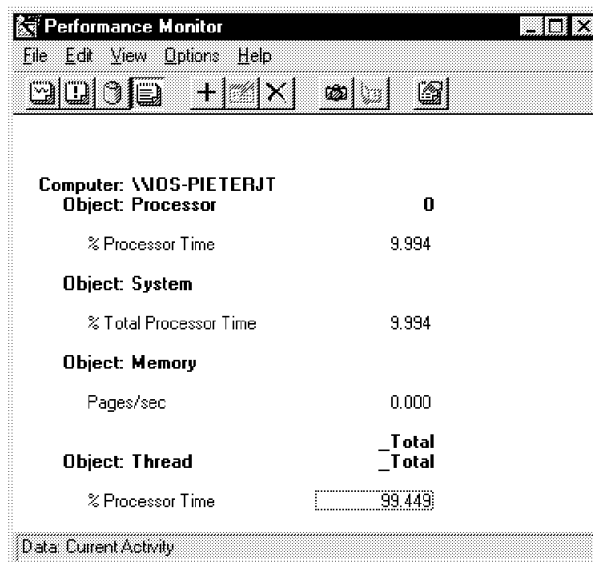 Performance Monitor
File Edit View Options Help
Computer: \\IOS-PIETERJT
Object: Processor 0
% Processor Time 9.994
Object: System
% Total Processor Time 9.994
Object: Memory
Pages/sec 0.000
_Total
Object: Thread _Total
% Processor Time 99.449
Data: Current Activity